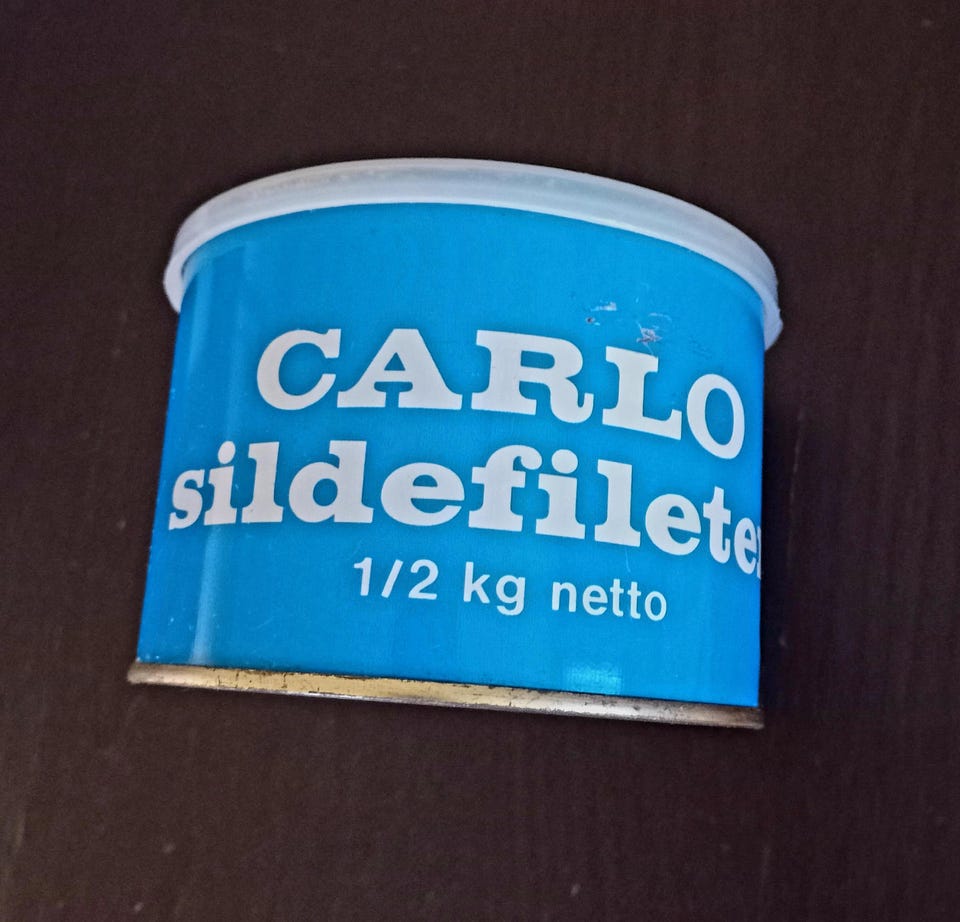 CARLO
sildefileter
1/2 kg netto